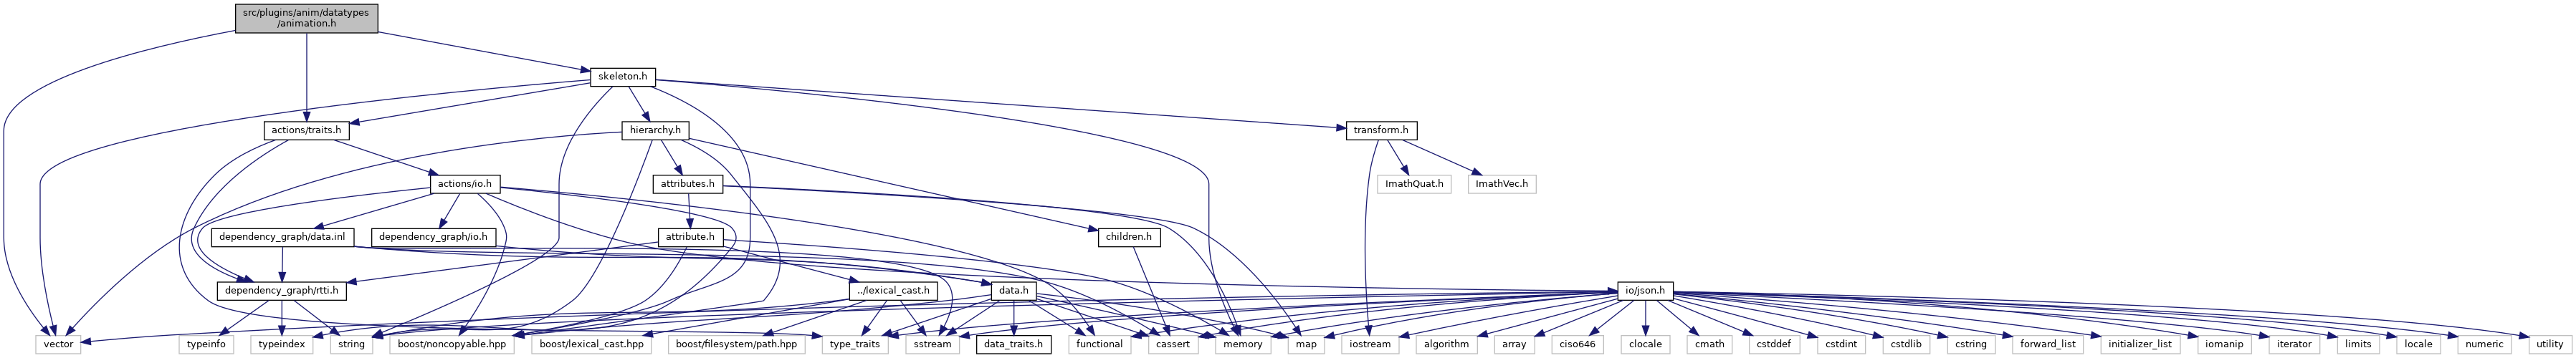 src/plugins/anim/datatypes
/animation.h
skeleton.h
actions/traits.h
hierarchy.h
transform.h
actions/io.h
attributes.h
ImathQuat.h
ImathVec.h
dependency_graph/data.inl
dependency_graph/io.h
attribute.h
children.h
dependency_graph/rtti.h
../lexical_cast.h
data.h
io/json.h
vector
typeinfo
typeindex
string
boost/noncopyable.hpp
boost/lexical_cast.hpp
boost/filesystem/path.hpp
type_traits
sstream
data_traits.h
functional
cassert
memory
map
iostream
algorithm
array
ciso646
clocale
cmath
cstddef
cstdint
cstdlib
cstring
forward_list
initializer_list
iomanip
iterator
limits
locale
numeric
utility